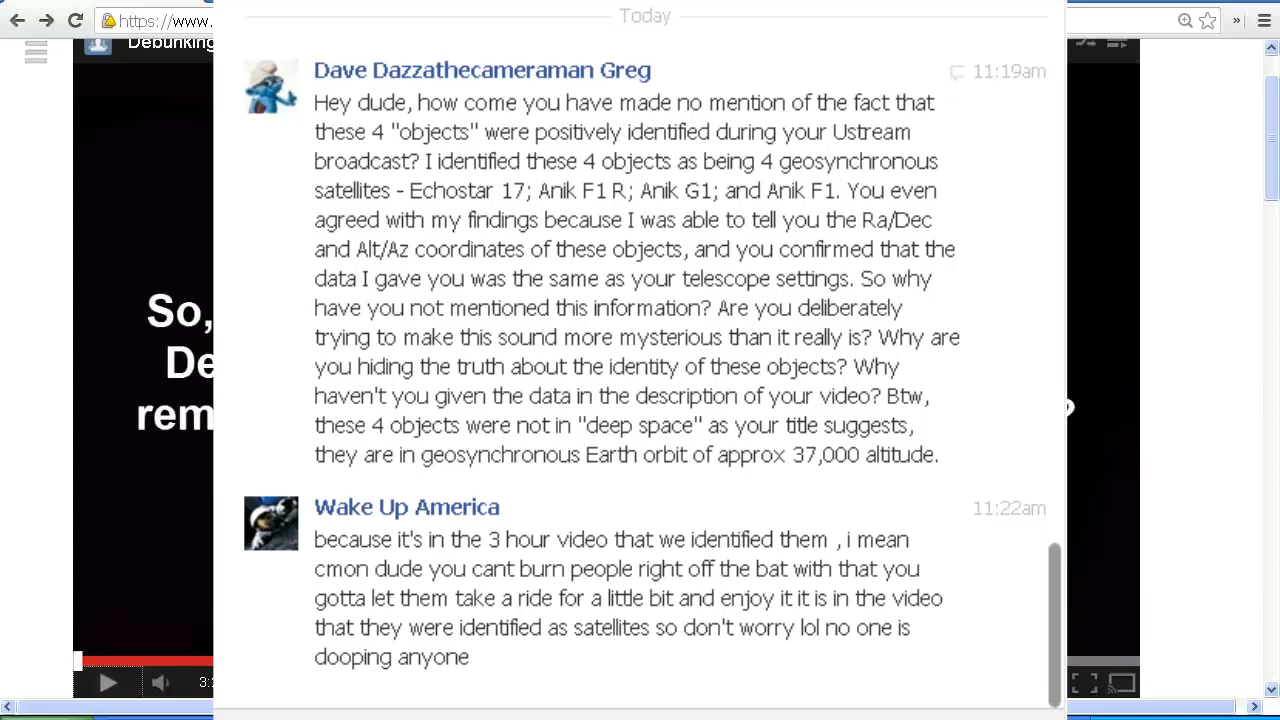 https://www.
Debunking
Today
Dave Dazzathecameraman Greg
11:19am
Hey dude, how come you have made no mention of the fact that
these 4 "objects" were positively identified during your Ustream
broadcast? I identified these 4 objects as being 4 geosynchronous
satellites - Echostar 17; Anik F1 R; Anik G1; and Anik F1. You even
agreed with my findings because I was able to tell you the Ra/Dec
and Alt/Az coordinates of these objects, and you confirmed that the
data I gave you was the same as your telescope settings. So why
have you not mentioned this information? Are you deliberately
trying to make this sound more mysterious than it really is? Why are
you hiding the truth about the identity of these objects? Why
haven't you given the data in the description of your video? Btw,
these 4 objects were not in "deep space" as your title suggests,
they are in geosynchronous Earth orbit of approx 37,000 altitude.
Wake Up America
11:22am
because it's in the 3 hour video that we identified them , i mean
cmon dude you cant burn people right off the bat with that you
gotta let them take a ride for a little bit and enjoy it it is in the video
that they were identified as satellites so don't worry lol no one is
dooping anyone
So,
De
rem
?
3: